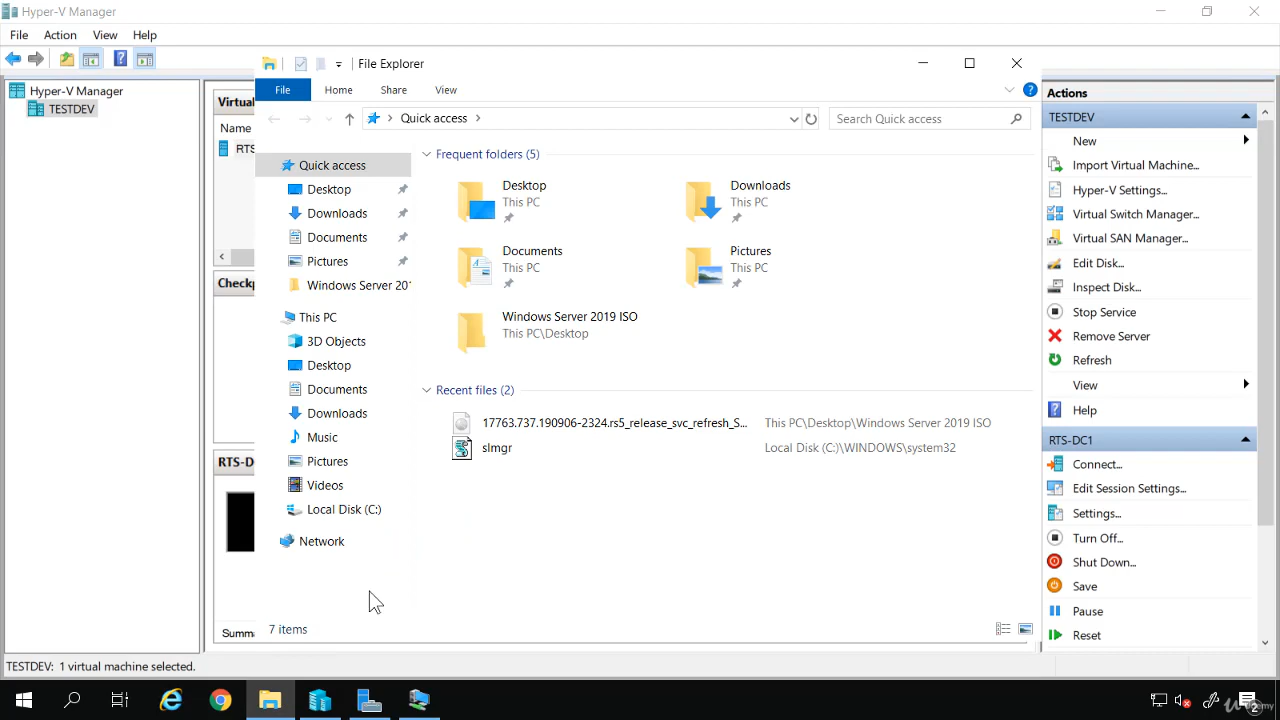 Hyper-V Manager
File Action View Help
Hyper-V Manager
TESTDEV
Virtual
Name
RTS
Checkp
RTS-D
Summa
File Explorer
File Home Share View
Quick access
Search Quick access
Quick access
Desktop
Downloads
Documents
Pictures
Windows Server 201
This PC
3D Objects
Desktop
Documents
Downloads
Music
Pictures
Videos
Local Disk (C:)
Network
Frequent folders (5)
Desktop
This PC
Downloads
This PC
Documents
This PC
Pictures
This PC
Windows Server 2019 ISO
This PC\Desktop
Recent files (2)
17763.737.190906-2324.rs5_release_svc_refresh_S... This PC\Desktop\Windows Server 2019 ISO
slmgr Local Disk (C:)\WINDOWS\system32
7 items
Actions
TESTDEV
New
Import Virtual Machine...
Hyper-V Settings...
Virtual Switch Manager...
Virtual SAN Manager...
Edit Disk...
Inspect Disk...
Stop Service
Remove Server
Refresh
View
Help
RTS-DC1
Connect...
Edit Session Settings...
Settings...
Turn Off...
Shut Down...
Save
Pause
Reset
TESTDEV: 1 virtual machine selected.
2